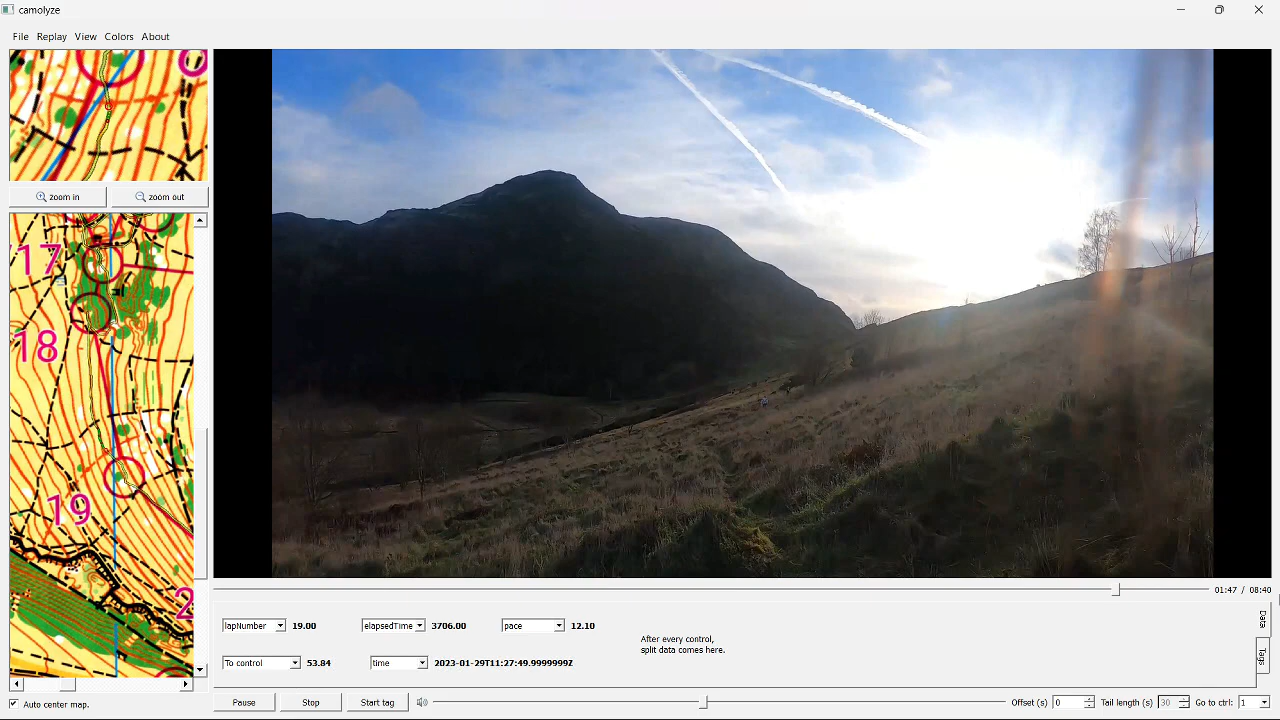 camolyze
File Replay View Colors About
zoom in zoom out
17
18
19
2
01:47 / 08:40
lapNumber 19.00 elapsedTime 3706.00 pace 12.10
After every control,
split data comes here.
To control 53.84 time 2023-01-29T11:27:49.9999999Z
Data
Tags
Auto center map.
Pause Stop Start tag Offset (s) 0 Tail length (s) 30 Go to ctrl: 1